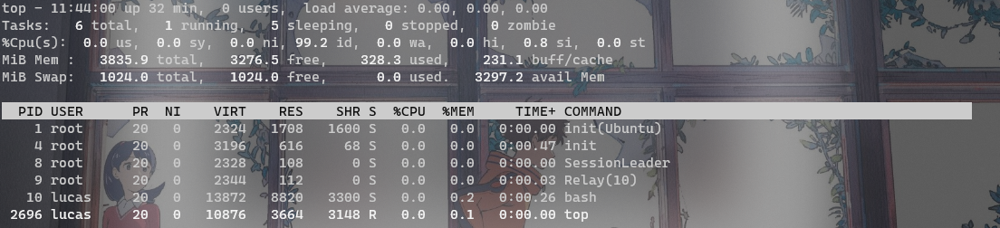 top - 11:44:00 up 32 min,  0 users,  load average: 0.00, 0.00, 0.00
Tasks:   6 total,   1 running,   5 sleeping,   0 stopped,   0 zombie
%Cpu(s):  0.0 us,  0.0 sy,  0.0 ni, 99.2 id,  0.0 wa,  0.0 hi,  0.8 si,  0.0 st
MiB Mem :   3835.9 total,   3276.5 free,    328.3 used,    231.1 buff/cache
MiB Swap:   1024.0 total,   1024.0 free,      0.0 used.   3297.2 avail Mem
  PID USER      PR  NI    VIRT    RES    SHR S  %CPU  %MEM     TIME+ COMMAND
    1 root      20   0    2324   1708   1600 S   0.0   0.0   0:00.00 init(Ubuntu)
    4 root      20   0    3196    616     68 S   0.0   0.0   0:00.47 init
    8 root      20   0    2328    108      0 S   0.0   0.0   0:00.00 SessionLeader
    9 root      20   0    2344    112      0 S   0.0   0.0   0:00.03 Relay(10)
   10 lucas     20   0   13872   8820   3300 S   0.0   0.2   0:00.26 bash
 2696 lucas     20   0   10876   3664   3148 R   0.0   0.1   0:00.00 top